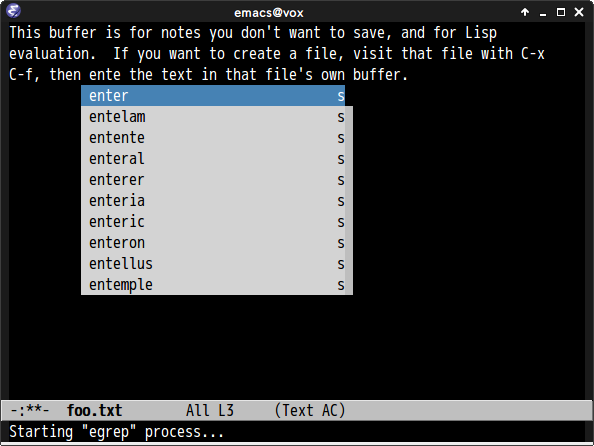 emacs@vox
This buffer is for notes you don't want to save, and for Lisp
evaluation.  If you want to create a file, visit that file with C-x
C-f, then ente the text in that file's own buffer.
enter s
entelam s
entente s
enteral s
enterer s
enteria s
enteric s
enteron s
entellus s
entemple s
-:**-  foo.txt        All L3     (Text AC)
Starting "egrep" process...